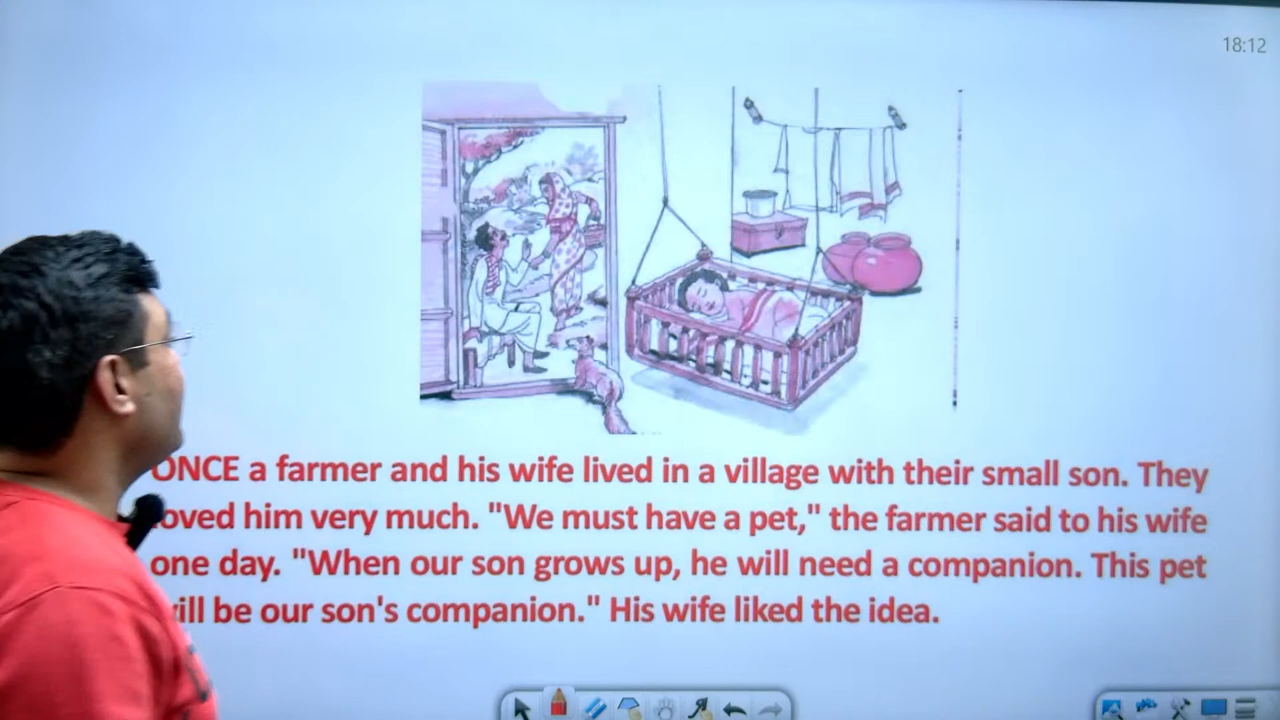 18:12
ONCE a farmer and his wife lived in a village with their small son. They
loved him very much. "We must have a pet," the farmer said to his wife
one day. "When our son grows up, he will need a companion. This pet
will be our son's companion." His wife liked the idea.